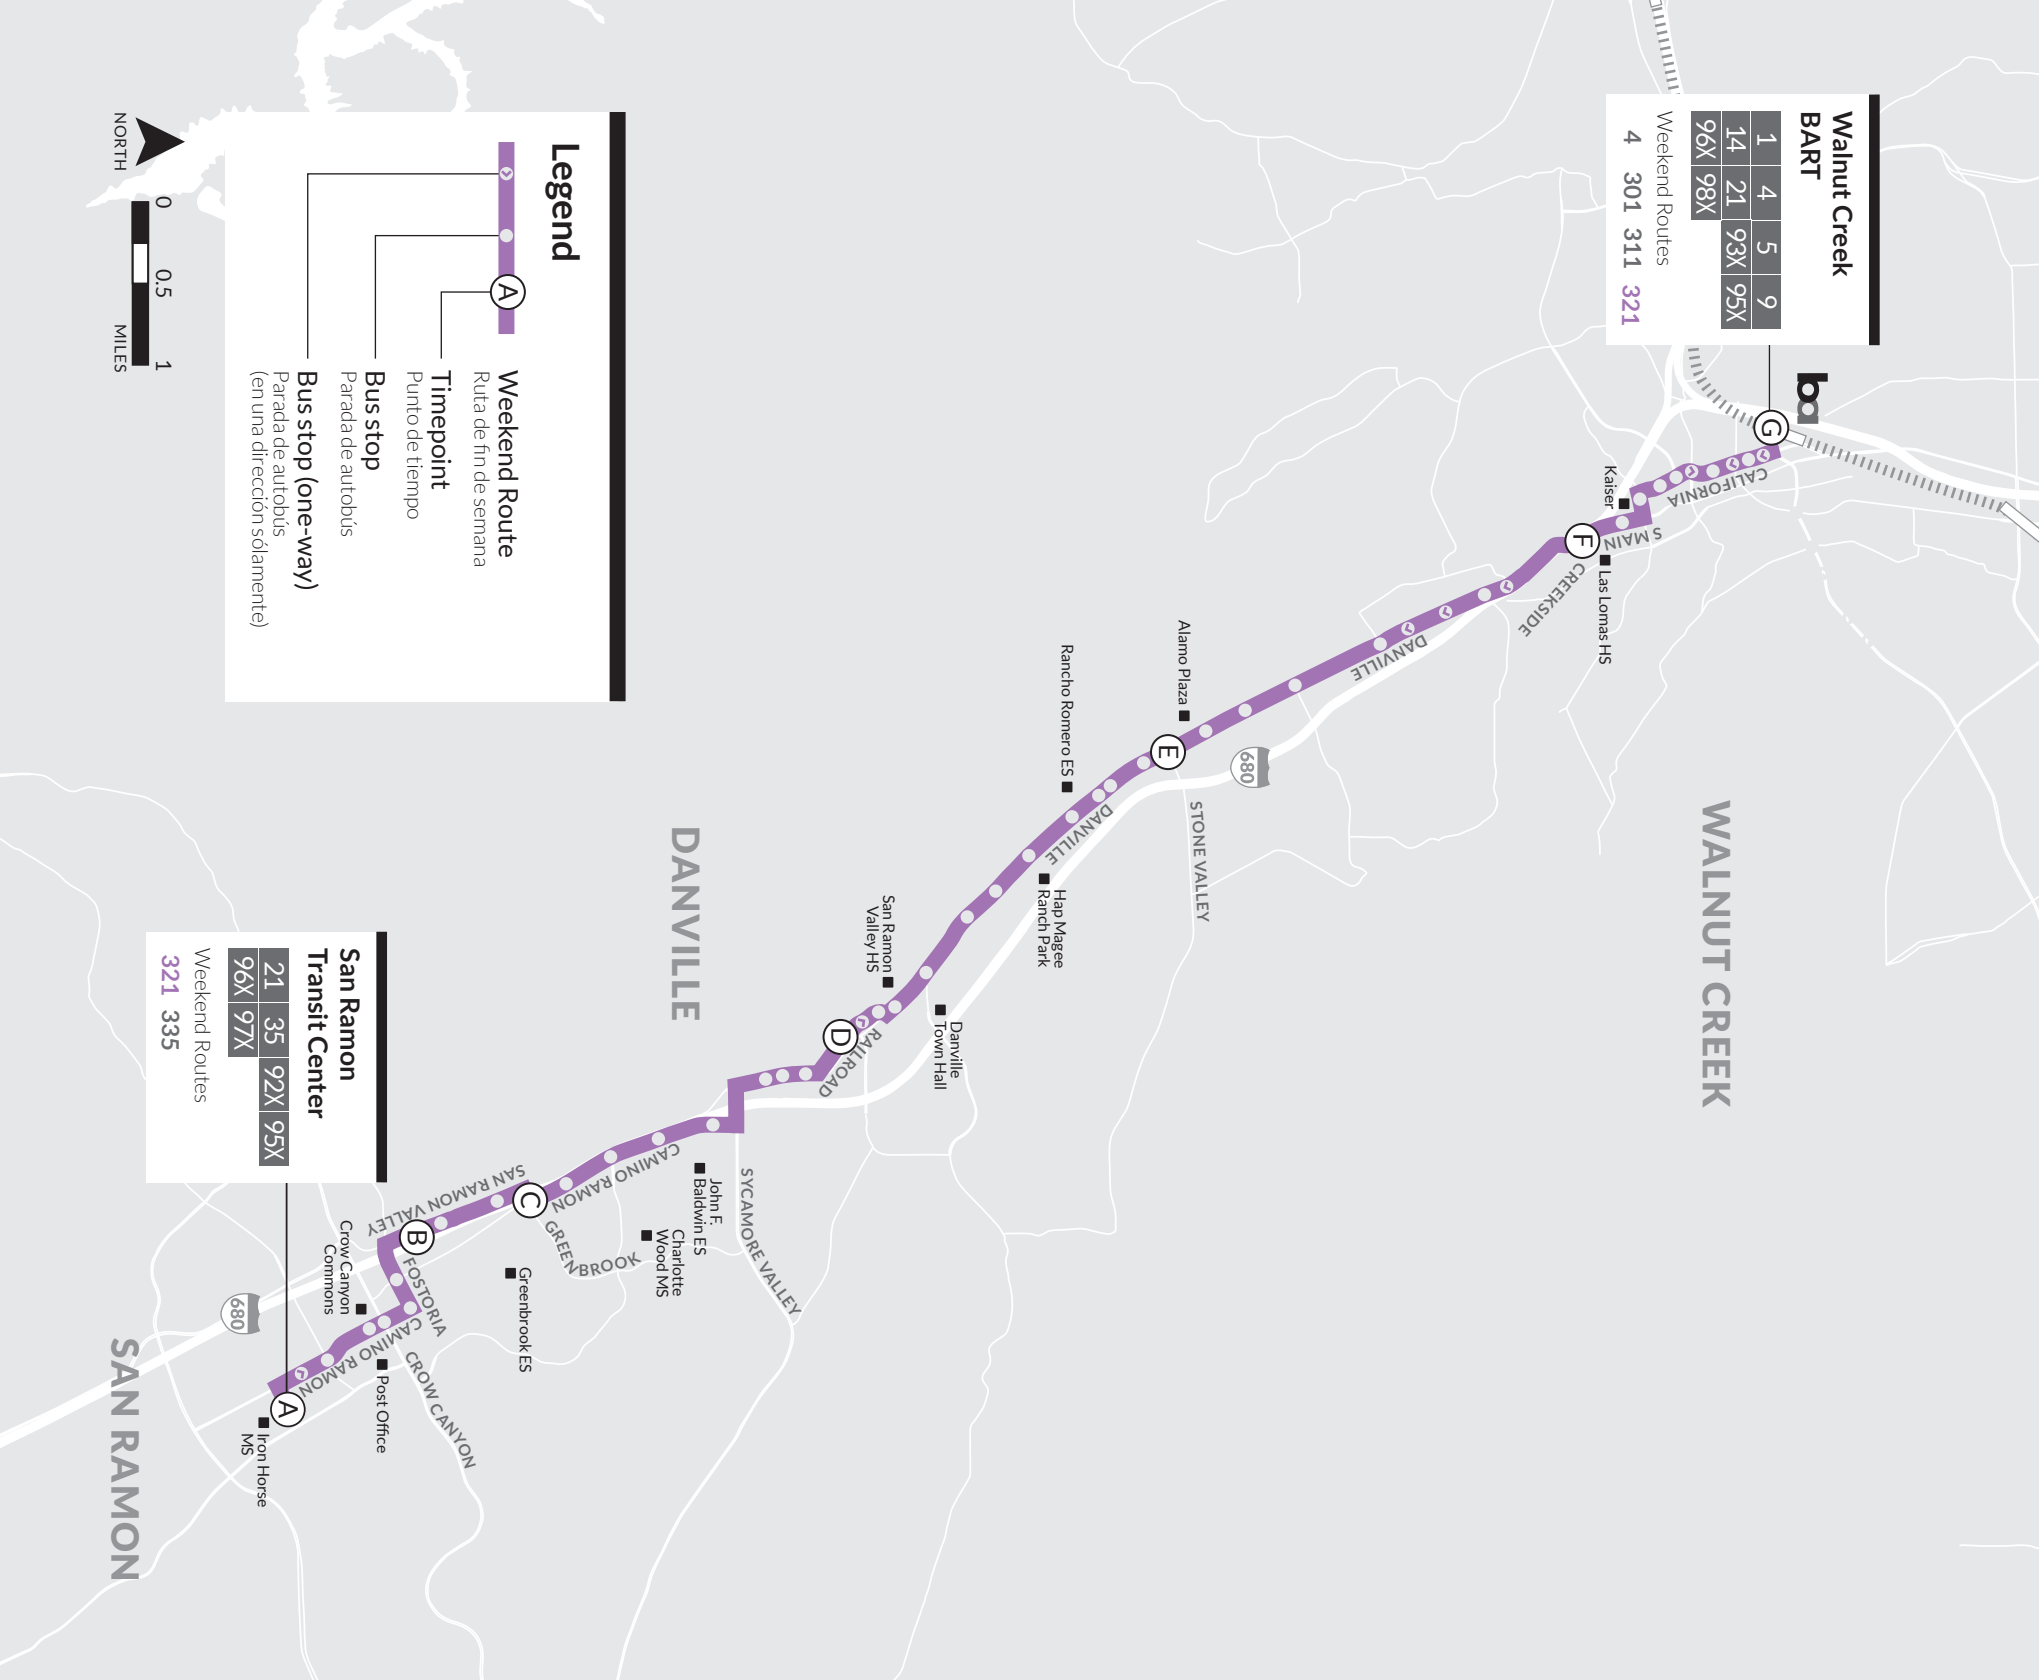 Walnut Creek
BART
1 4 5 9
14 21 93X 95X
96X 98X
Weekend Routes
4 301 311 321
ba
G
CALIFORNIA
Kaiser
S MAIN
F
Las Lomas HS
CREEKSIDE
DANVILLE
WALNUT CREEK
680
Alamo Plaza
E
STONE VALLEY
Rancho Romero ES
DANVILLE
Hap Magee
Ranch Park
San Ramon
Valley HS
Danville
Town Hall
D
RAILROAD
DANVILLE
SYCAMORE VALLEY
John F.
Baldwin ES
CAMINO RAMON
Charlotte
Wood MS
C
GREENBROOK
Greenbrook ES
SAN RAMON VALLEY
B
FOSTORIA
Crow Canyon
Commons
CAMINO RAMON
CROW CANYON
Post Office
680
A
Iron Horse
MS
SAN RAMON
San Ramon
Transit Center
21 35 92X 95X
96X 97X
Weekend Routes
321 335
Legend
A
Weekend Route
Ruta de fin de semana
Timepoint
Punto de tiempo
Bus stop
Parada de autobús
Bus stop (one-way)
Parada de autobús
(en una dirección sólamente)
NORTH
0 0.5 1
MILES